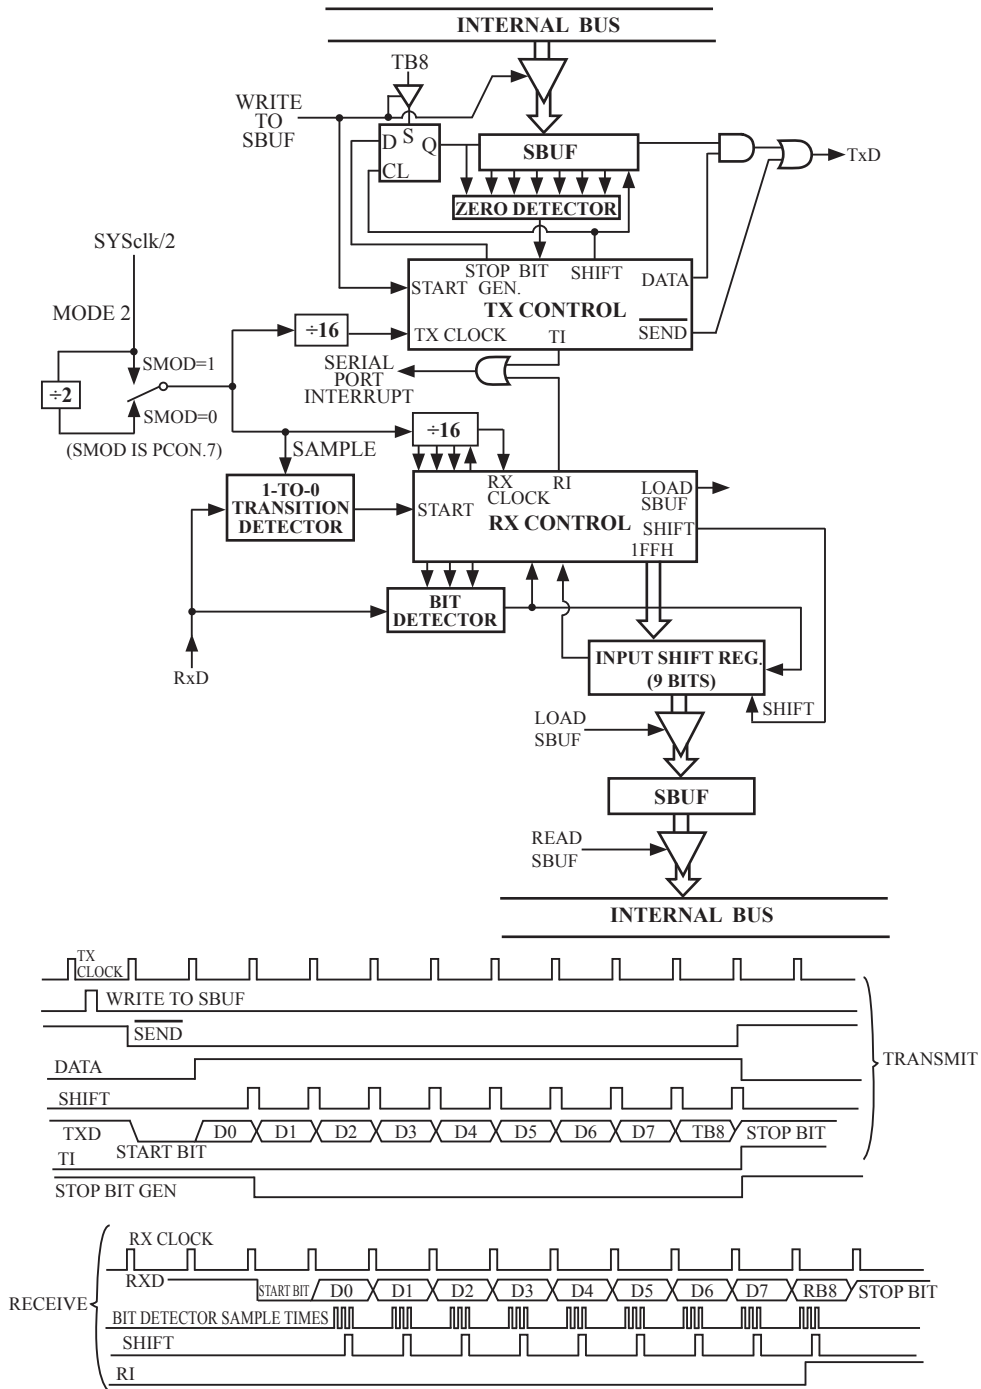 INTERNAL BUS
TB8
WRITE
TO
SBUF
D S Q
CL
SBUF
TxD
ZERO DETECTOR
SYSclk/2
MODE 2
STOP BIT SHIFT
START GEN. DATA
TX CONTROL
TX CLOCK TI SEND
÷16
SMOD=1
÷2
SMOD=0
(SMOD IS PCON.7)
SERIAL
PORT
INTERRUPT
÷16
SAMPLE
1-TO-0
TRANSITION
DETECTOR
RX RI LOAD
CLOCK SBUF
START
RX CONTROL SHIFT
1FFH
BIT
DETECTOR
RxD
INPUT SHIFT REG.
(9 BITS)
SHIFT
LOAD
SBUF
SBUF
READ
SBUF
INTERNAL BUS
TX
CLOCK
WRITE TO SBUF
SEND
DATA
TRANSMIT
SHIFT
TXD START BIT D0 D1 D2 D3 D4 D5 D6 D7 TB8 STOP BIT
TI
STOP BIT GEN
RX CLOCK
RXD START BIT D0 D1 D2 D3 D4 D5 D6 D7 RB8 STOP BIT
RECEIVE
BIT DETECTOR SAMPLE TIMES
SHIFT
RI